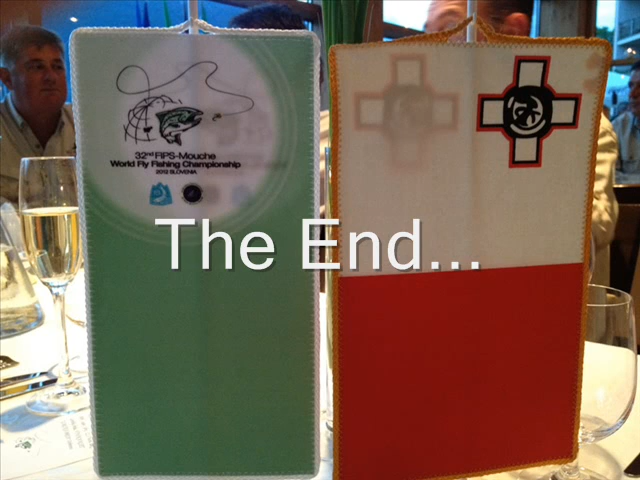 32nd FIPS-Mouche
World Fly Fishing Championship
2012 SLOVENIA
The End...